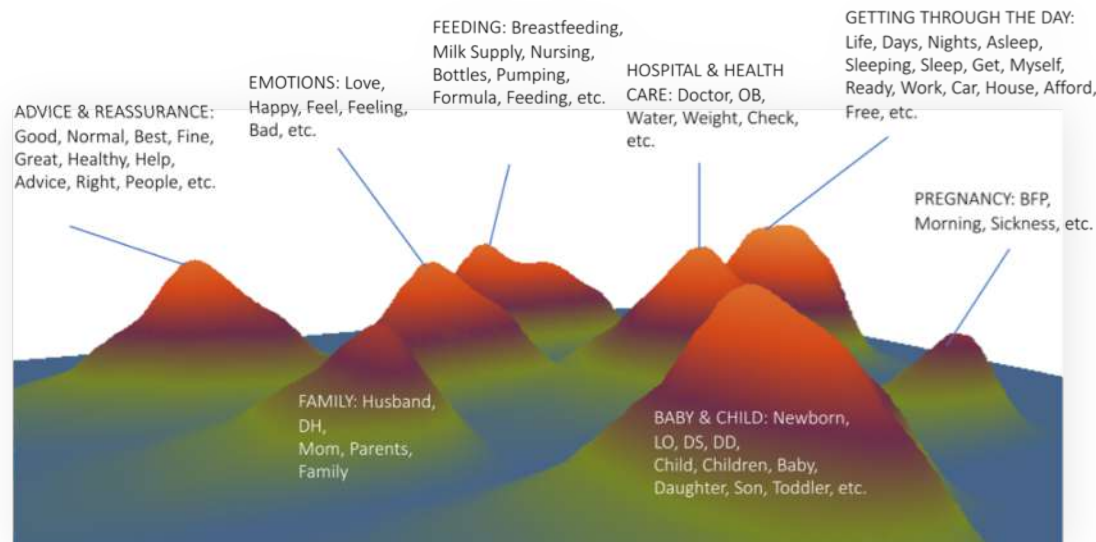 ADVICE & REASSURANCE:
Good, Normal, Best, Fine,
Great, Healthy, Help,
Advice, Right, People, etc.
EMOTIONS: Love,
Happy, Feel, Feeling,
Bad, etc.
FEEDING: Breastfeeding,
Milk Supply, Nursing,
Bottles, Pumping,
Formula, Feeding, etc.
HOSPITAL & HEALTH
CARE: Doctor, OB,
Water, Weight, Check,
etc.
GETTING THROUGH THE DAY:
Life, Days, Nights, Asleep,
Sleeping, Sleep, Get, Myself,
Ready, Work, Car, House, Afford,
Free, etc.
PREGNANCY: BFP,
Morning, Sickness, etc.
FAMILY: Husband,
DH,
Mom, Parents,
Family
BABY & CHILD: Newborn,
LO, DS, DD,
Child, Children, Baby,
Daughter, Son, Toddler, etc.